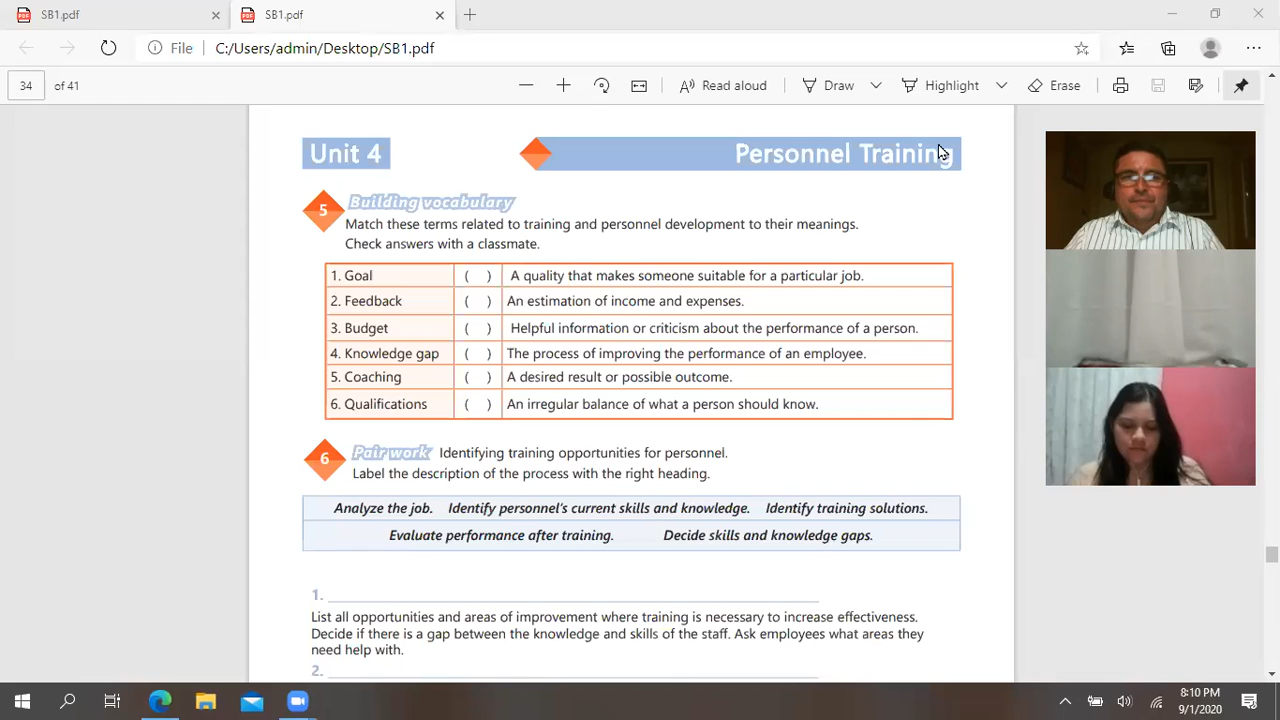 SB1.pdf
SB1.pdf
File C:/Users/admin/Desktop/SB1.pdf
34 of 41 Read aloud Draw Highlight Erase
Unit 4 Personnel Training
5 Building vocabulary
Match these terms related to training and personnel development to their meanings.
Check answers with a classmate.
1. Goal ( ) A quality that makes someone suitable for a particular job.
2. Feedback ( ) An estimation of income and expenses.
3. Budget ( ) Helpful information or criticism about the performance of a person.
4. Knowledge gap ( ) The process of improving the performance of an employee.
5. Coaching ( ) A desired result or possible outcome.
6. Qualifications ( ) An irregular balance of what a person should know.
6 Pair work Identifying training opportunities for personnel.
Label the description of the process with the right heading.
Analyze the job. Identify personnel's current skills and knowledge. Identify training solutions.
Evaluate performance after training. Decide skills and knowledge gaps.
1.
List all opportunities and areas of improvement where training is necessary to increase effectiveness.
Decide if there is a gap between the knowledge and skills of the staff. Ask employees what areas they
need help with.
2.
8:10 PM
9/1/2020